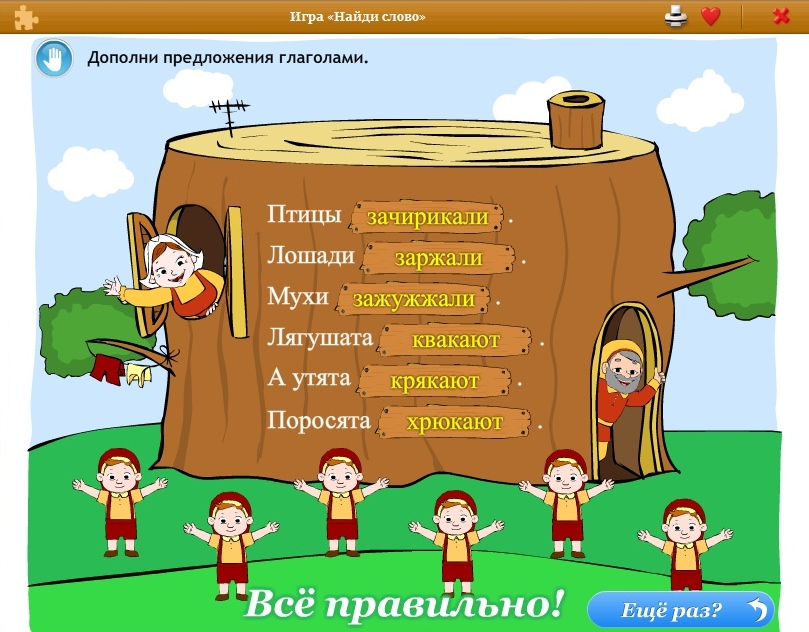 Игра «Найди слово»
Дополни предложения глаголами.
Птицы зачирикали .
Лошади заржали .
Мухи зажужжали .
Лягушата квакают .
А утята крякают .
Поросята хрюкают .
Всё правильно!
Ещё раз?